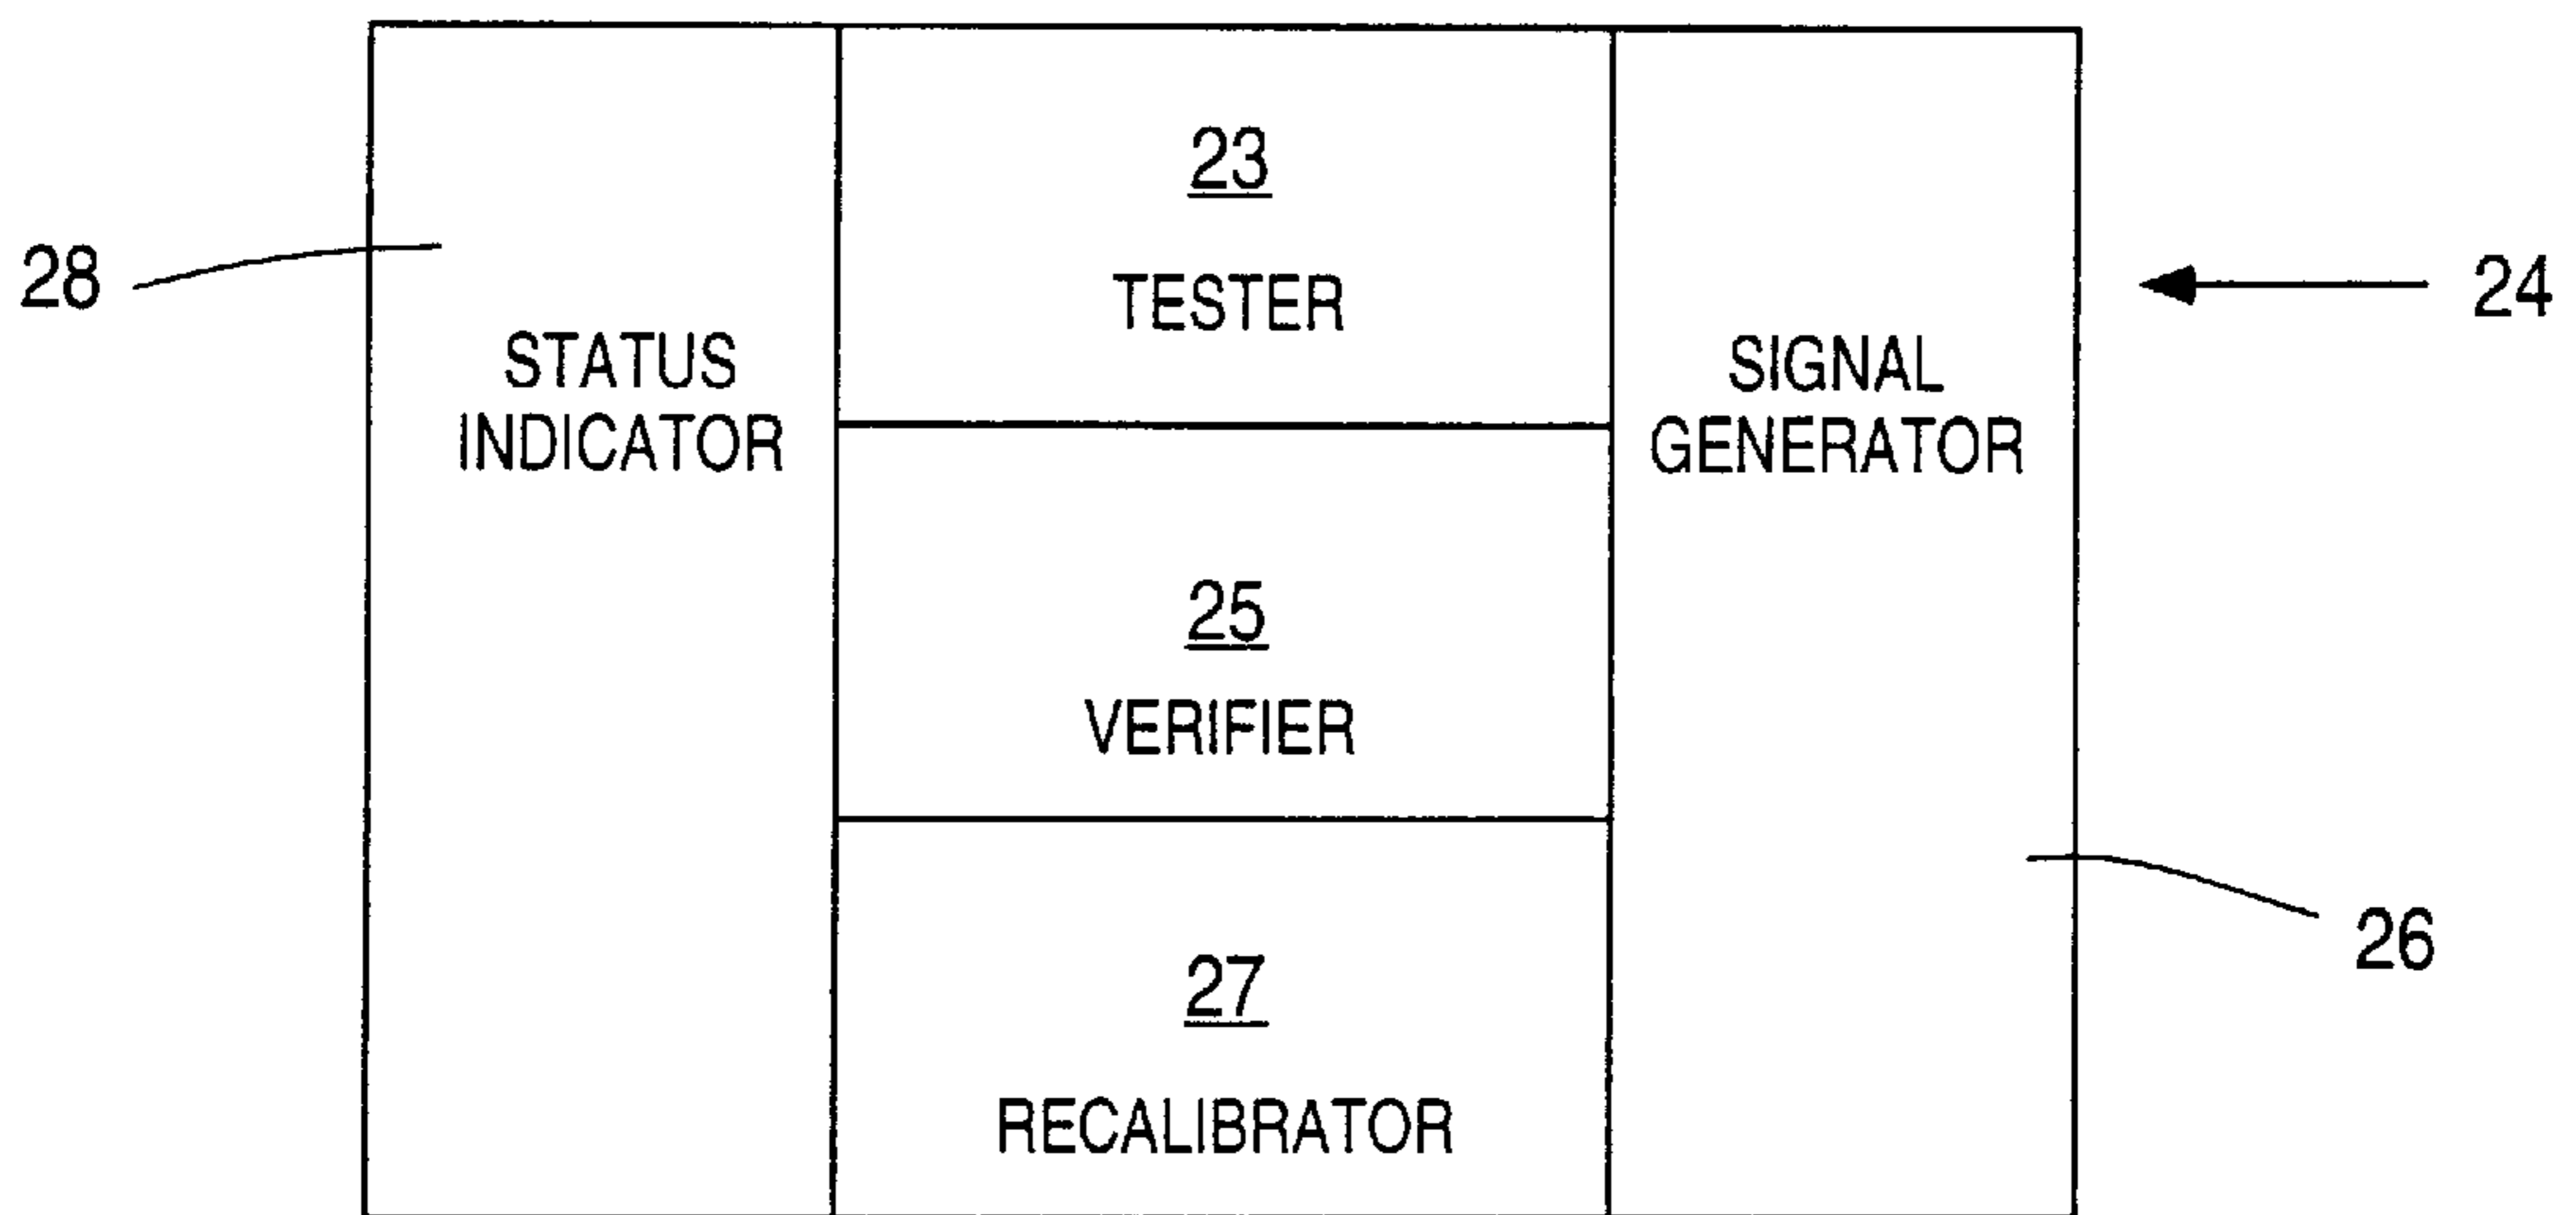 28
STATUS
INDICATOR
23
TESTER
25
VERIFIER
27
RECALIBRATOR
SIGNAL
GENERATOR
24
26